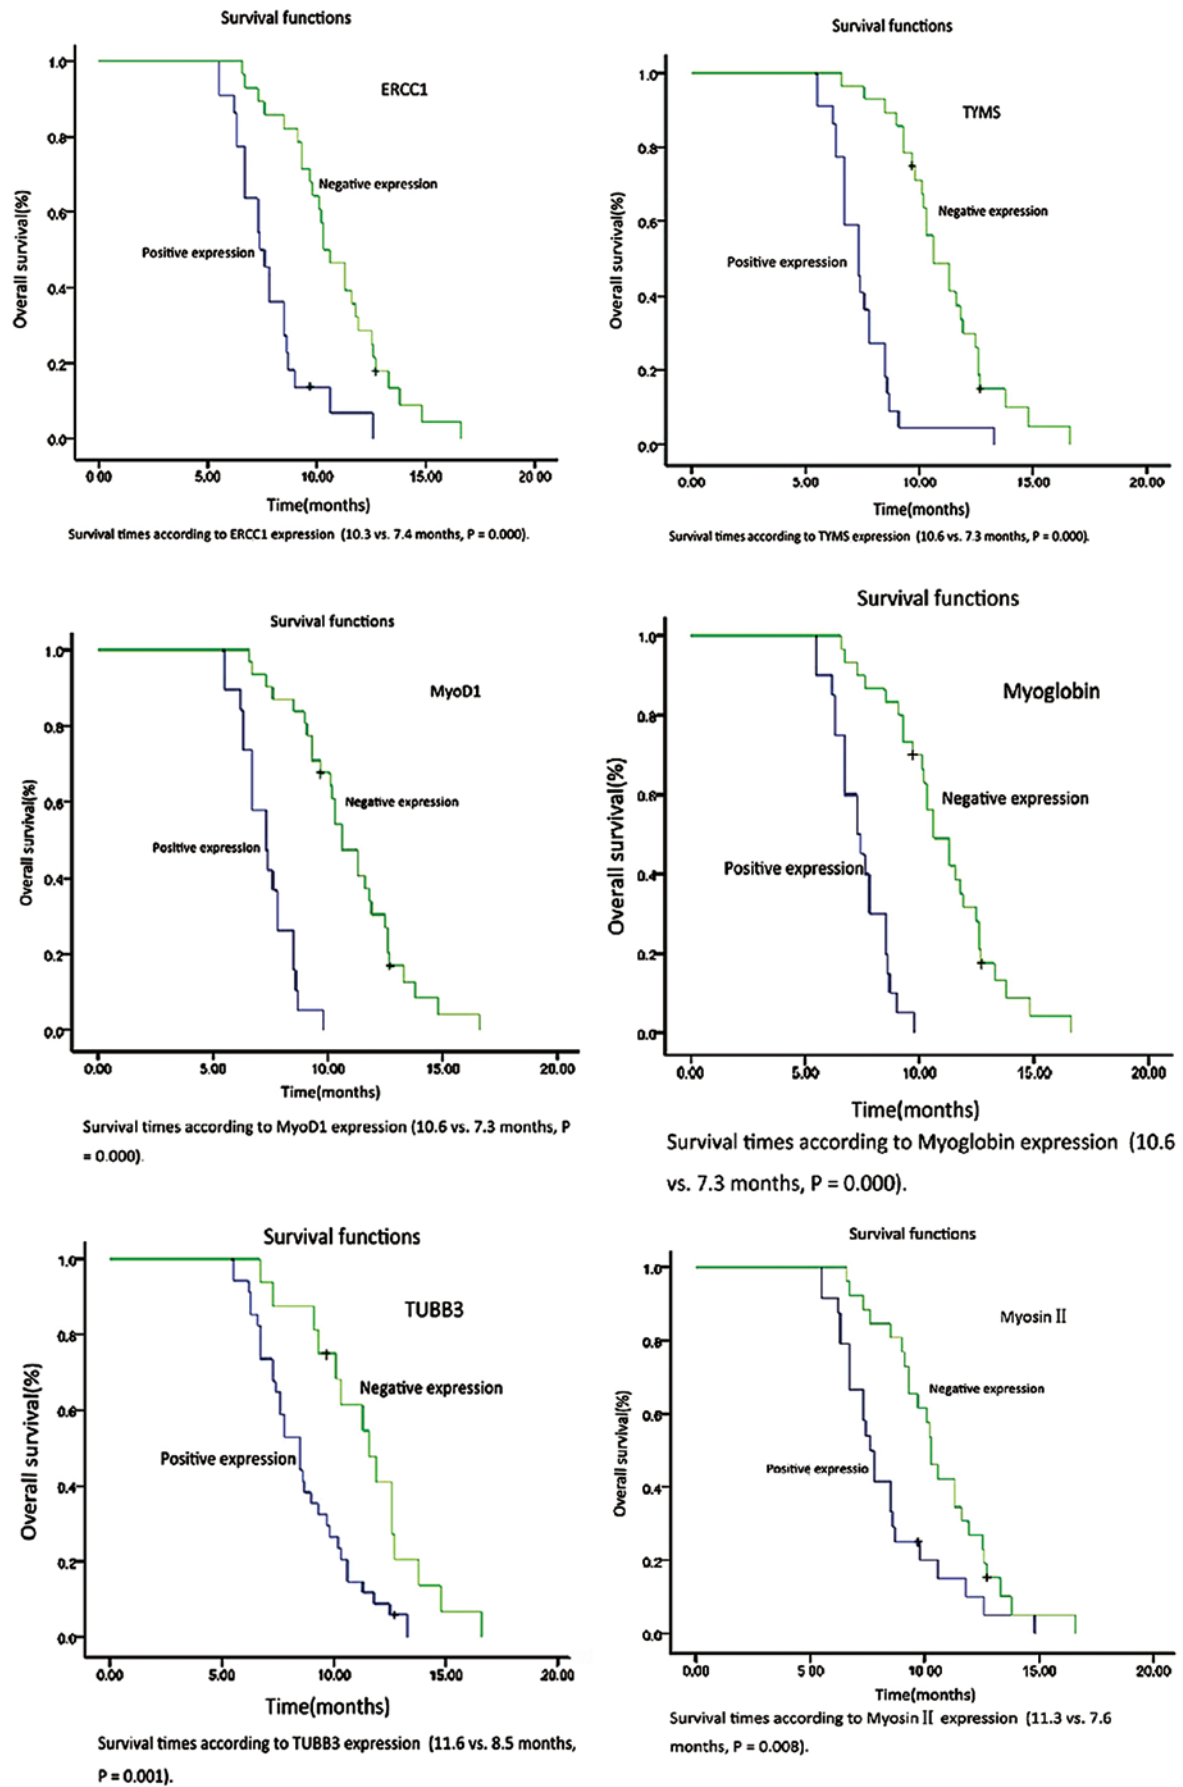 Survival functions
ERCC1
Negative expression
Positive expression
Overall survival(%)
1.0
0.8
0.6
0.4
0.2
0.0
0.00 5.00 10.00 15.00 20.00
Time(months)
Survival times according to ERCC1 expression (10.3 vs. 7.4 months, P = 0.000).
Survival functions
TYMS
Negative expression
Positive expression
Overall survival(%)
1.0
0.8
0.6
0.4
0.2
0.0
0.00 5.00 10.00 15.00 20.00
Time(months)
Survival times according to TYMS expression (10.6 vs. 7.3 months, P = 0.000).
Survival functions
MyoD1
Negative expression
Positive expression
Overall survival(%)
1.0
0.8
0.6
0.4
0.2
0.0
0.00 5.00 10.00 15.00 20.00
Time(months)
Survival times according to MyoD1 expression (10.6 vs. 7.3 months, P
= 0.000).
Survival functions
Myoglobin
Negative expression
Positive expression
Overall survival(%)
1.0
0.8
0.6
0.4
0.2
0.0
0.00 5.00 10.00 15.00 20.00
Time(months)
Survival times according to Myoglobin expression (10.6
vs. 7.3 months, P = 0.000).
Survival functions
TUBB3
Negative expression
Positive expression
Overall survival(%)
1.0
0.8
0.6
0.4
0.2
0.0
0.00 5.00 10.00 15.00 20.00
Time(months)
Survival times according to TUBB3 expression (11.6 vs. 8.5 months,
P = 0.001).
Survival functions
Myosin II
Negative expression
Positive expressio
Overall survival(%)
1.0
0.8
0.6
0.4
0.2
0.0
0.00 5 00 10 00 15.00 20.00
Time(months)
Survival times according to Myosin II expression (11.3 vs. 7.6
months, P = 0.008).